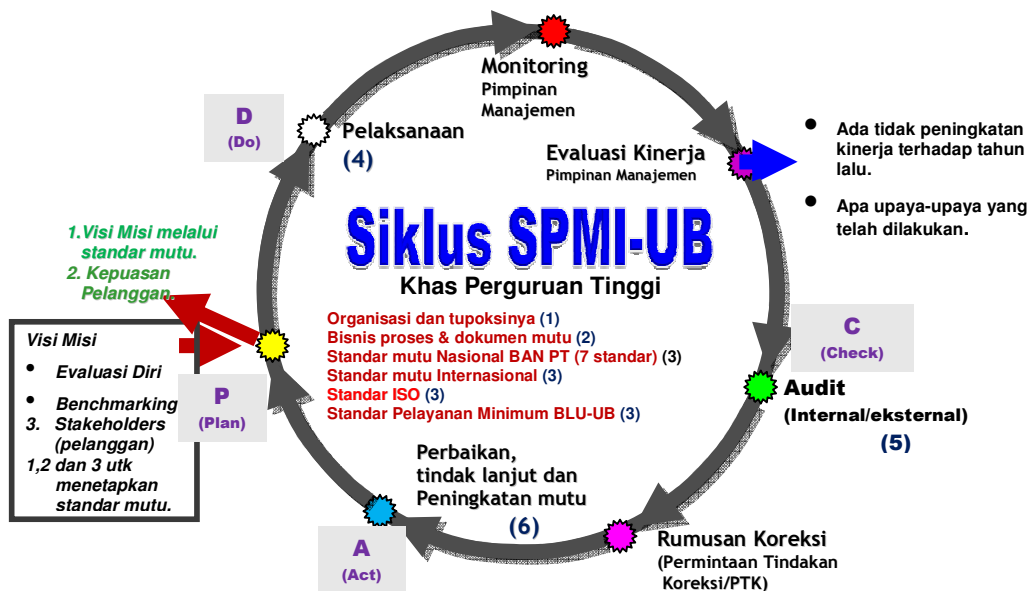 Siklus SPMI-UB
Khas Perguruan Tinggi
Monitoring
Pimpinan
Manajemen
D
(Do)
Pelaksanaan
(4)
Evaluasi Kinerja
Pimpinan Manajemen
• Ada tidak peningkatan
kinerja terhadap tahun
lalu.
• Apa upaya-upaya yang
telah dilakukan.
1.Visi Misi melalui
standar mutu.
2. Kepuasan
Pelanggan.
Organisasi dan tupoksinya (1)
Bisnis proses & dokumen mutu (2)
Standar mutu Nasional BAN PT (7 standar) (3)
Standar mutu Internasional (3)
Standar ISO (3)
Standar Pelayanan Minimum BLU-UB (3)
Visi Misi
• Evaluasi Diri
• Benchmarking
3. Stakeholders
(pelanggan)
1,2 dan 3 utk
menetapkan
standar mutu.
P
(Plan)
C
(Check)
Audit
(Internal/eksternal)
(5)
Perbaikan,
tindak lanjut dan
Peningkatan mutu
(6)
A
(Act)
Rumusan Koreksi
(Permintaan Tindakan
Koreksi/PTK)